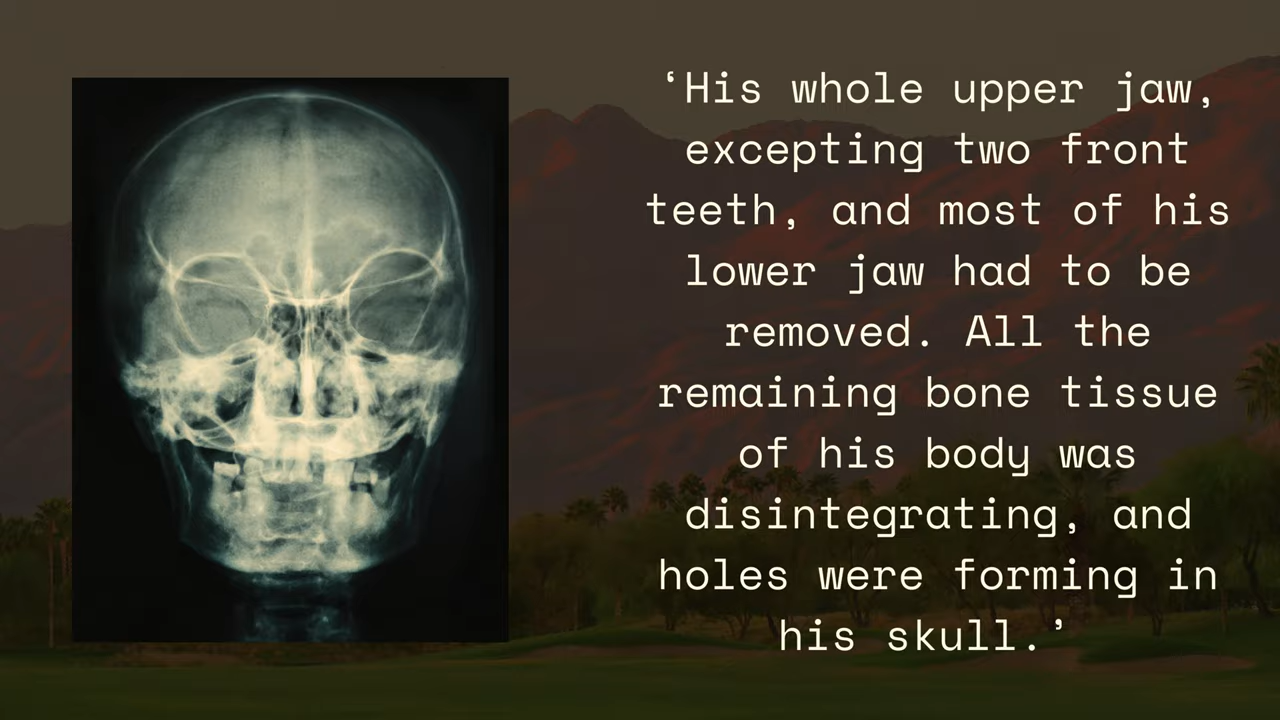 ‘His whole upper jaw,
excepting two front
teeth, and most of his
lower jaw had to be
removed. All the
remaining bone tissue
of his body was
disintegrating, and
holes were forming in
his skull.’